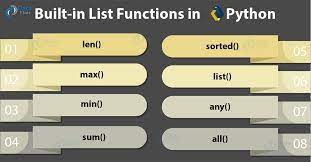 Built-in List Functions in Python
01 len()
02 max()
03 min()
04 sum()
sorted() 05
list() 06
any() 07
all() 08